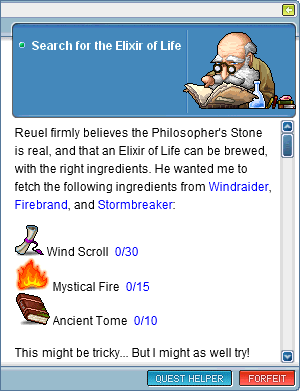 Search for the Elixir of Life
Reuel firmly believes the Philosopher's Stone
is real, and that an Elixir of Life can be brewed,
with the right ingredients. He wanted me to
fetch the following ingredients from Windraider,
Firebrand, and Stormbreaker:
Wind Scroll 0/30
Mystical Fire 0/15
Ancient Tome 0/10
This might be tricky... But I might as well try!
QUEST HELPER FORFEIT